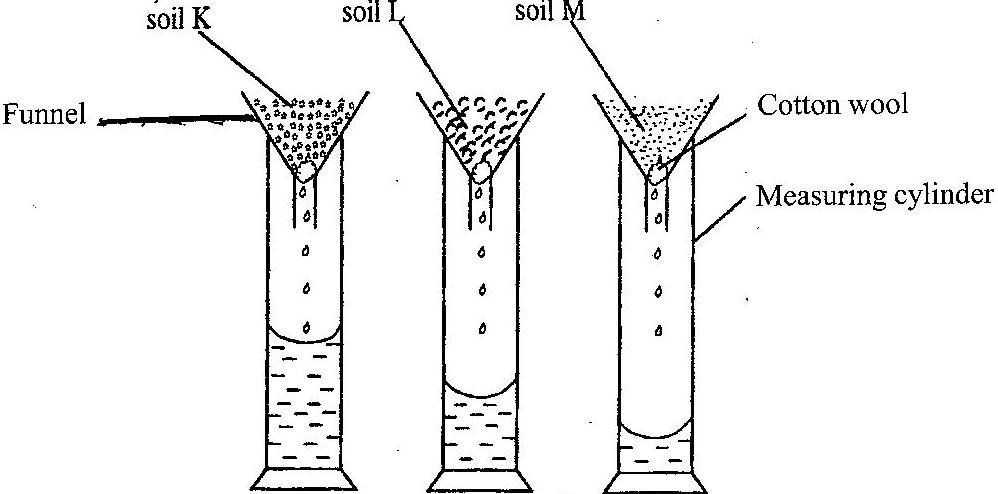 soil K
soil L
soil M
Funnel
Cotton wool
Measuring cylinder